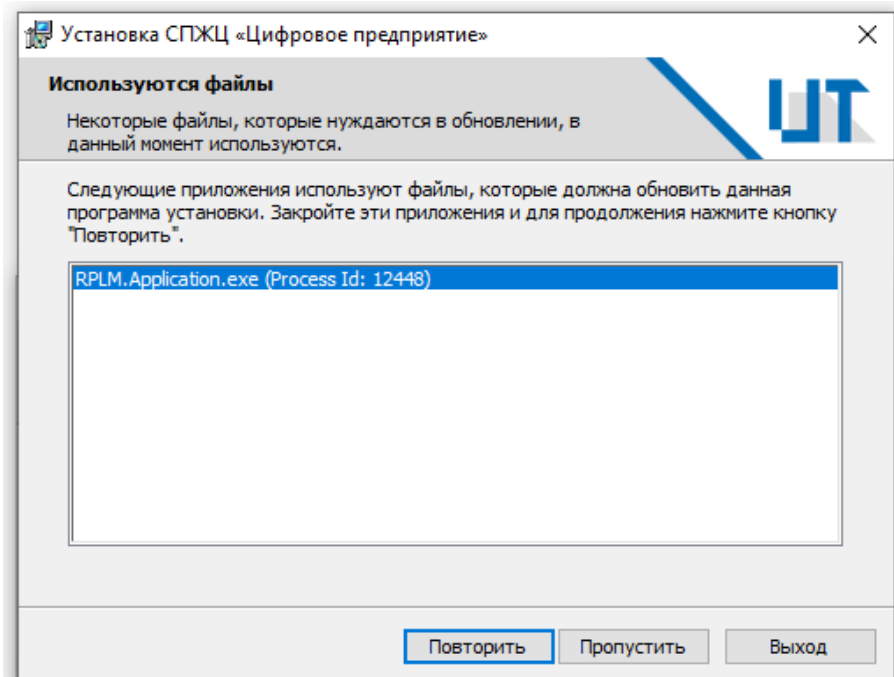 Установка СПЖЦ «Цифровое предприятие»
Используются файлы
Некоторые файлы, которые нуждаются в обновлении, в
данный момент используются.
Следующие приложения используют файлы, которые должна обновить данная
программа установки. Закройте эти приложения и для продолжения нажмите кнопку
"Повторить".
RPLM.Application.exe (Process Id: 12448)
Повторить
Пропустить
Выход